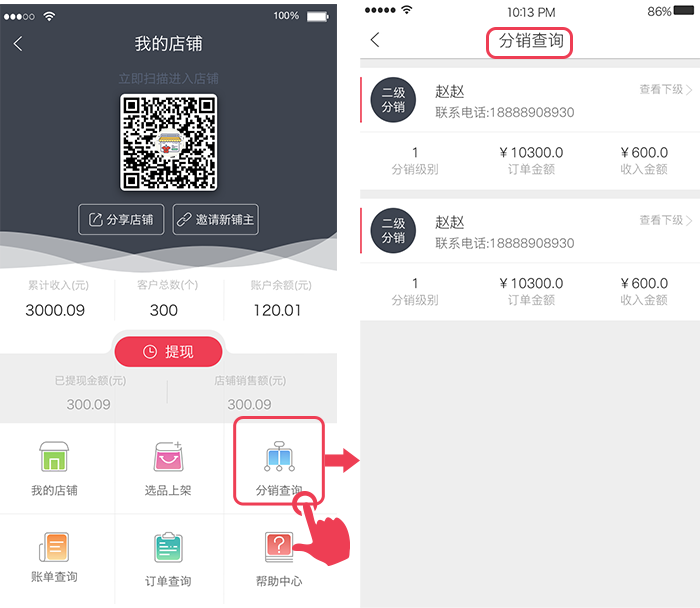 100%
我的店铺
立即扫描进入店铺
分享店铺
邀请新铺主
累计收入(元)
客户总数(个)
账户余额(元)
3000.09
300
120.01
提现
已提现金额(元)
店铺销售额(元)
300.09
300.09
我的店铺
选品上架
分销查询
账单查询
订单查询
帮助中心
10:13 PM
86%
分销查询
二级
分销
赵赵
查看下级
联系电话:18888908930
1
¥10300.0
¥600.0
分销级别
订单金额
收入金额
二级
分销
赵赵
查看下级
联系电话:18888908930
1
¥10300.0
¥600.0
分销级别
订单金额
收入金额